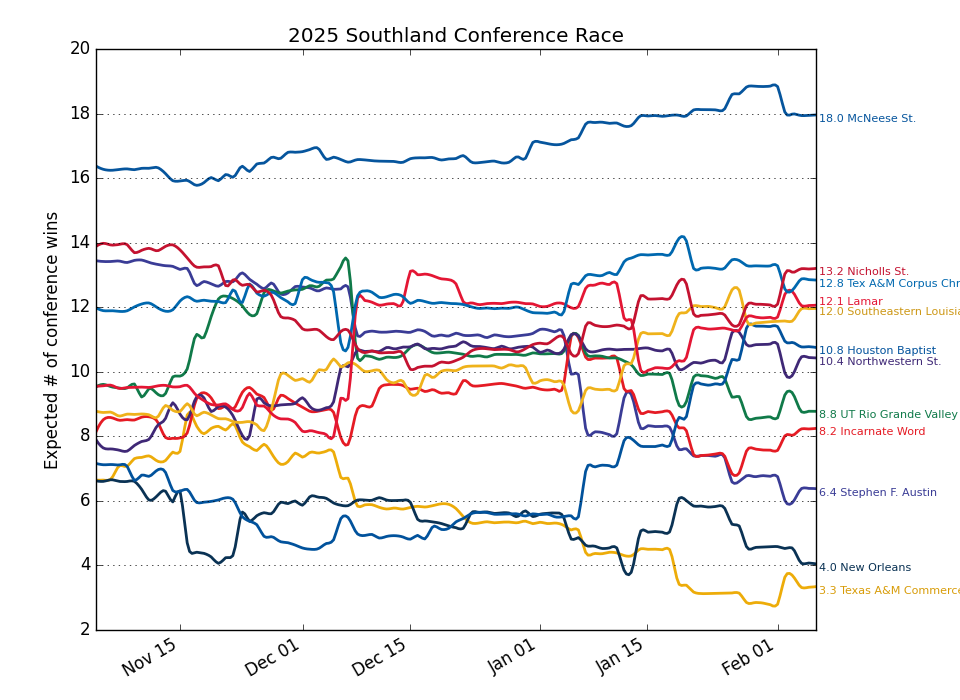 2025 Southland Conference Race
Expected # of conference wins
20
18
16
14
12
10
8
6
4
2
18.0 McNeese St.
13.2 Nicholls St.
12.8 Tex A&M Corpus Chr
12.1 Lamar
12.0 Southeastern Louisia
10.8 Houston Baptist
10.4 Northwestern St.
8.8 UT Rio Grande Valley
8.2 Incarnate Word
6.4 Stephen F. Austin
4.0 New Orleans
3.3 Texas A&M Commerce
Nov 15
Dec 01
Dec 15
Jan 01
Jan 15
Feb 01